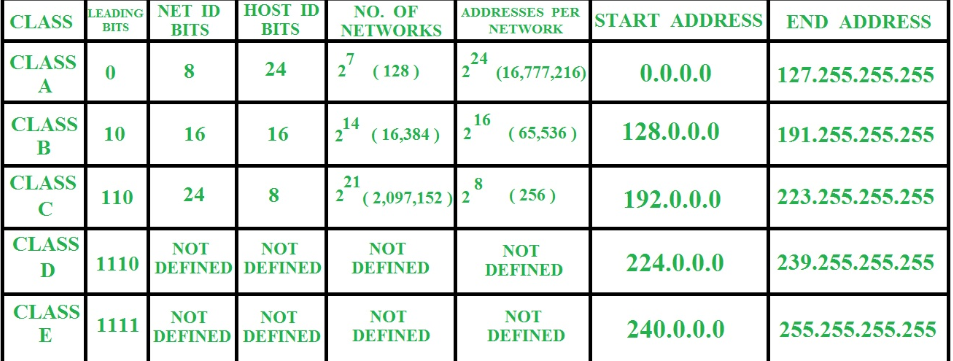 CLASS LEADING BITS NET ID BITS HOST ID BITS NO. OF NETWORKS ADDRESSES PER NETWORK START ADDRESS END ADDRESS
CLASS A 0 8 24 2^7 ( 128 ) 2^24 (16,777,216) 0.0.0.0 127.255.255.255
CLASS B 10 16 16 2^14 ( 16,384 ) 2^16 ( 65,536 ) 128.0.0.0 191.255.255.255
CLASS C 110 24 8 2^21 ( 2,097,152 ) 2^8 ( 256 ) 192.0.0.0 223.255.255.255
CLASS D 1110 NOT DEFINED NOT DEFINED NOT DEFINED NOT DEFINED 224.0.0.0 239.255.255.255
CLASS E 1111 NOT DEFINED NOT DEFINED NOT DEFINED NOT DEFINED 240.0.0.0 255.255.255.255